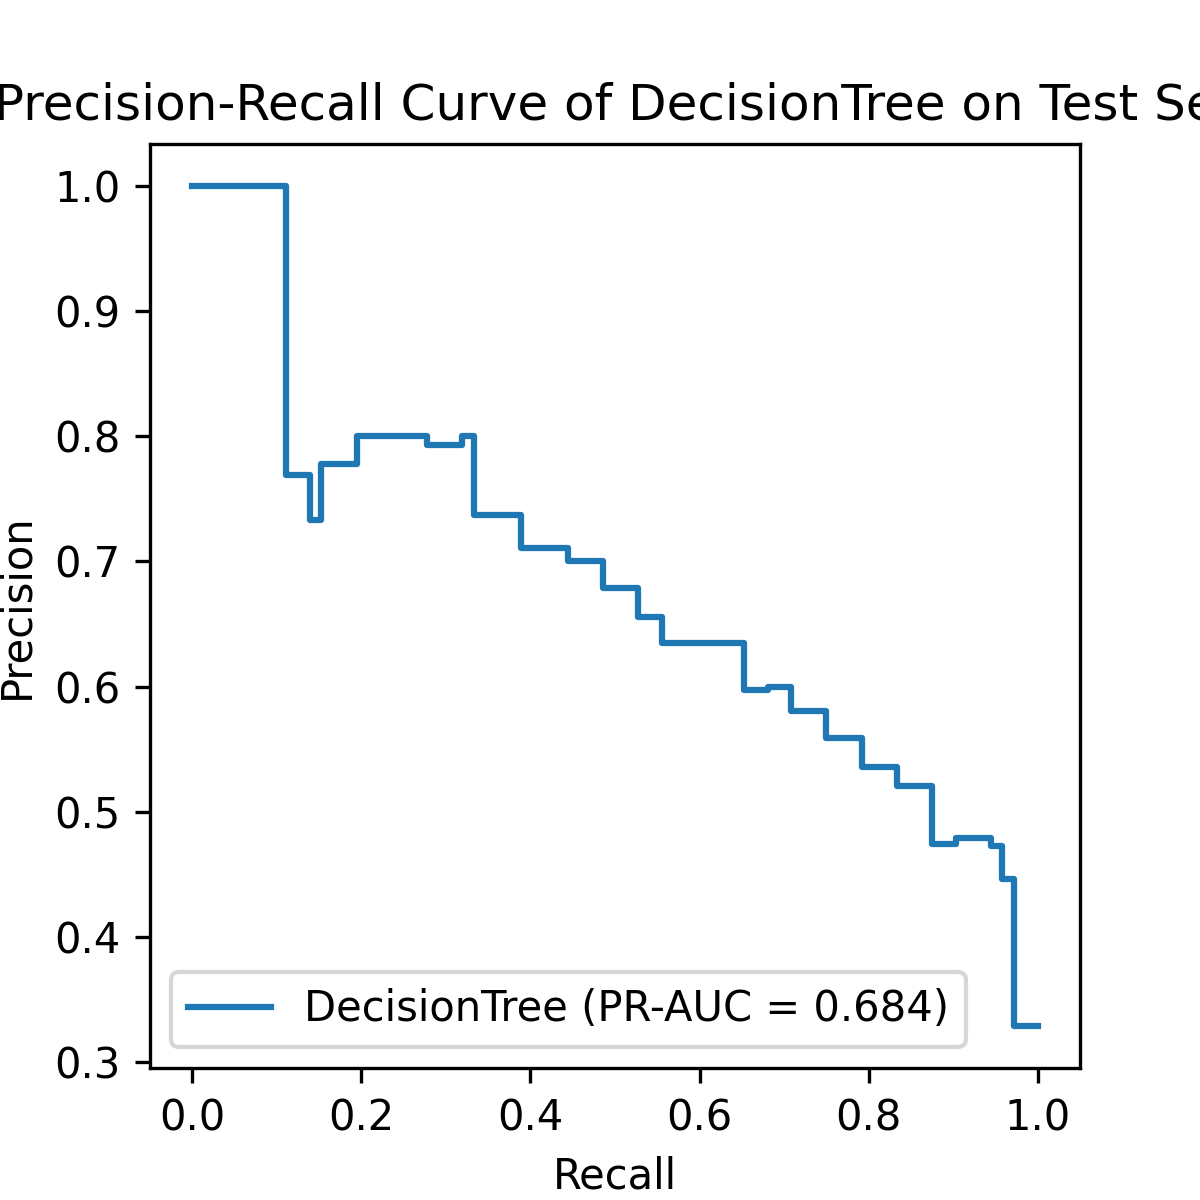 Precision-Recall Curve of DecisionTree on Test Se
1.0
0.9
0.8
0.7
0.6
0.5
0.4
0.3
Precision
DecisionTree (PR-AUC = 0.684)
0.0 0.2 0.4 0.6 0.8 1.0
Recall